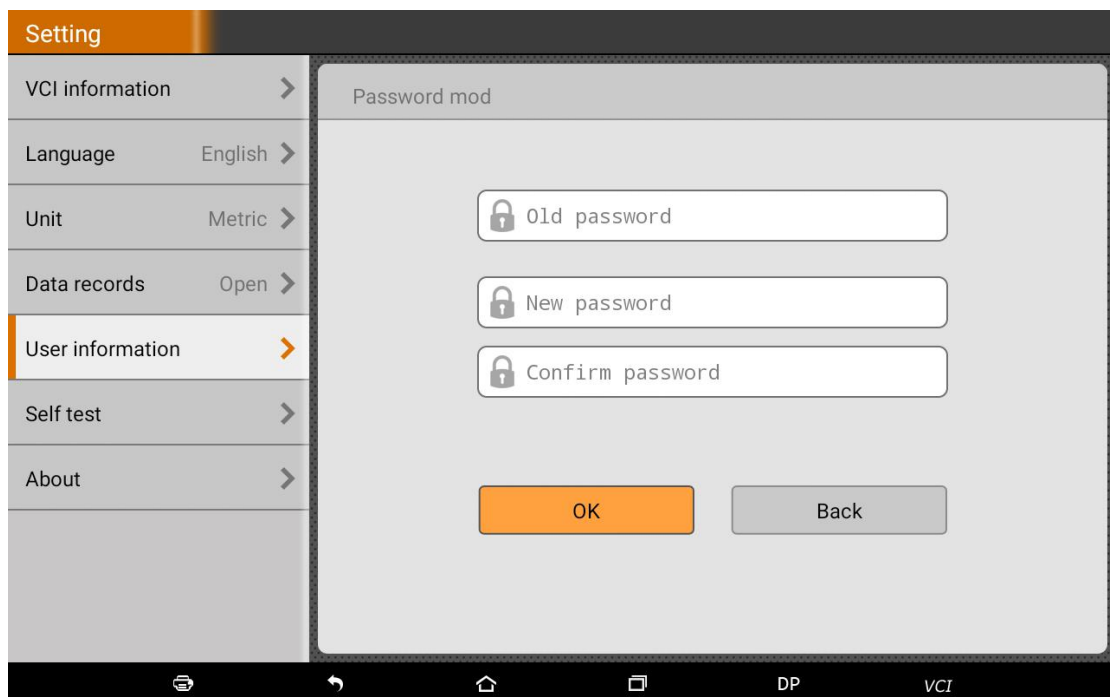 Setting
VCI information
Language English
Unit Metric
Data records Open
User information
Self test
About
Password mod
Old password
New password
Confirm password
OK Back
DP VCI